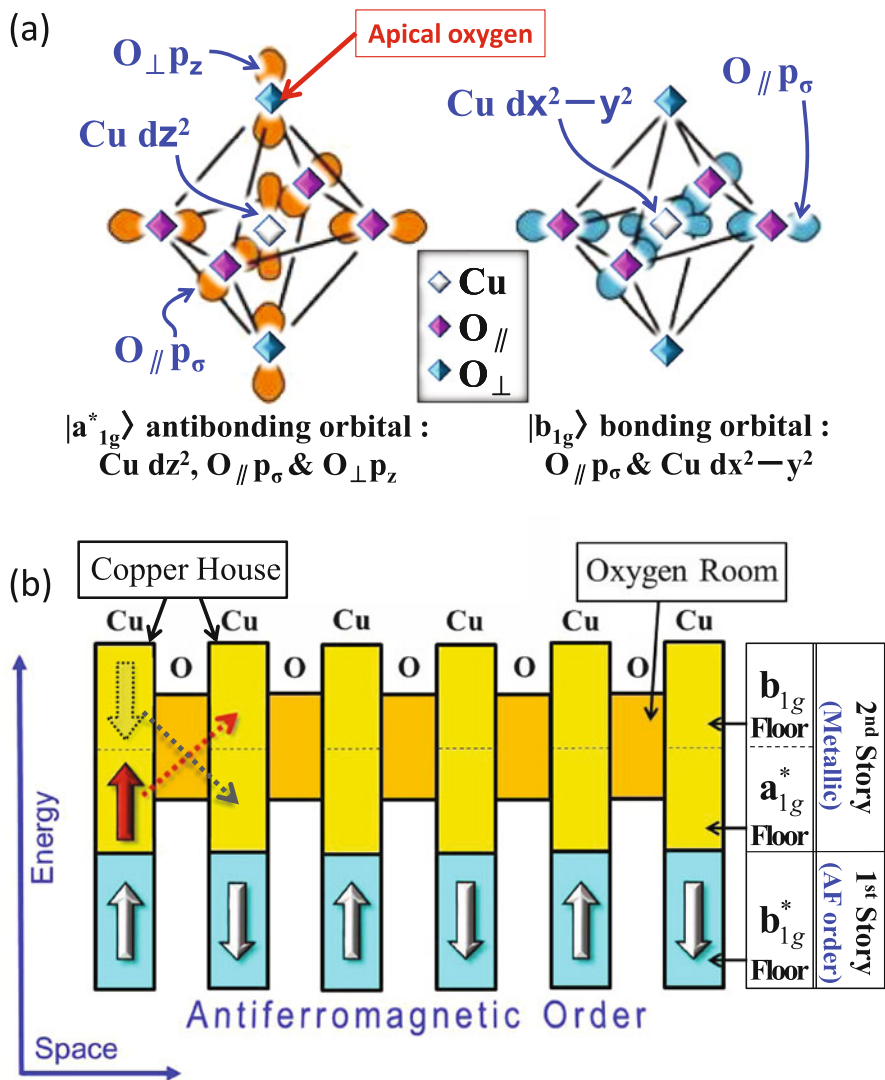 (a)
Apical oxygen
O⊥pz
O∥pσ
Cu dz²
Cu dx²—y²
Cu
O∥
O⊥
O∥pσ
|a*1g〉 antibonding orbital :
Cu dz², O∥pσ & O⊥pz
|b1g〉 bonding orbital :
O∥pσ & Cu dx²—y²
(b)
Copper House
Oxygen Room
Cu Cu Cu Cu Cu Cu
O O O O O
b1g
Floor
a*1g
Floor
2nd Story
(Metallic)
b*1g
Floor
1st Story
(AF order)
Energy
Antiferromagnetic Order
Space